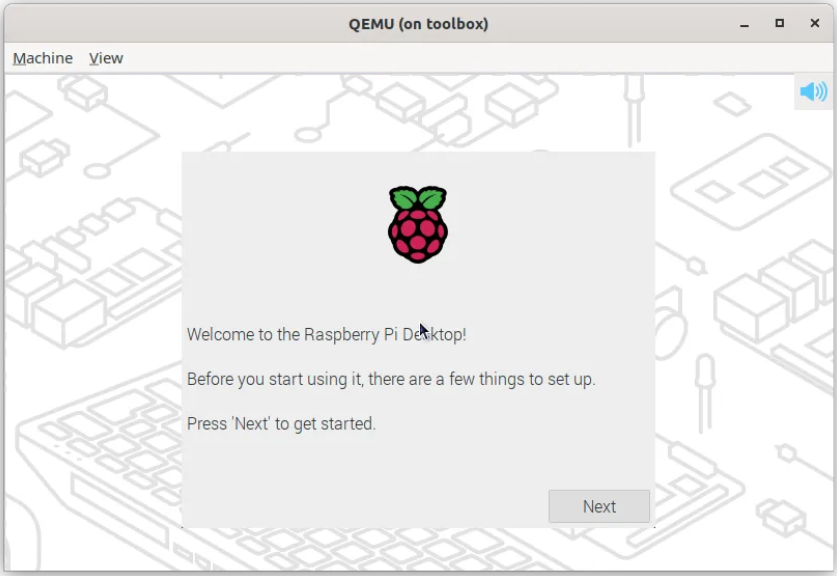 QEMU (on toolbox)
Machine View
Welcome to the Raspberry Pi Desktop!
Before you start using it, there are a few things to set up.
Press 'Next' to get started.
Next